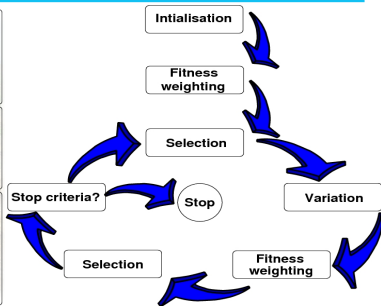 Intialisation
Fitness
weighting
Selection
Stop criteria?
Stop
Variation
Selection
Fitness
weighting